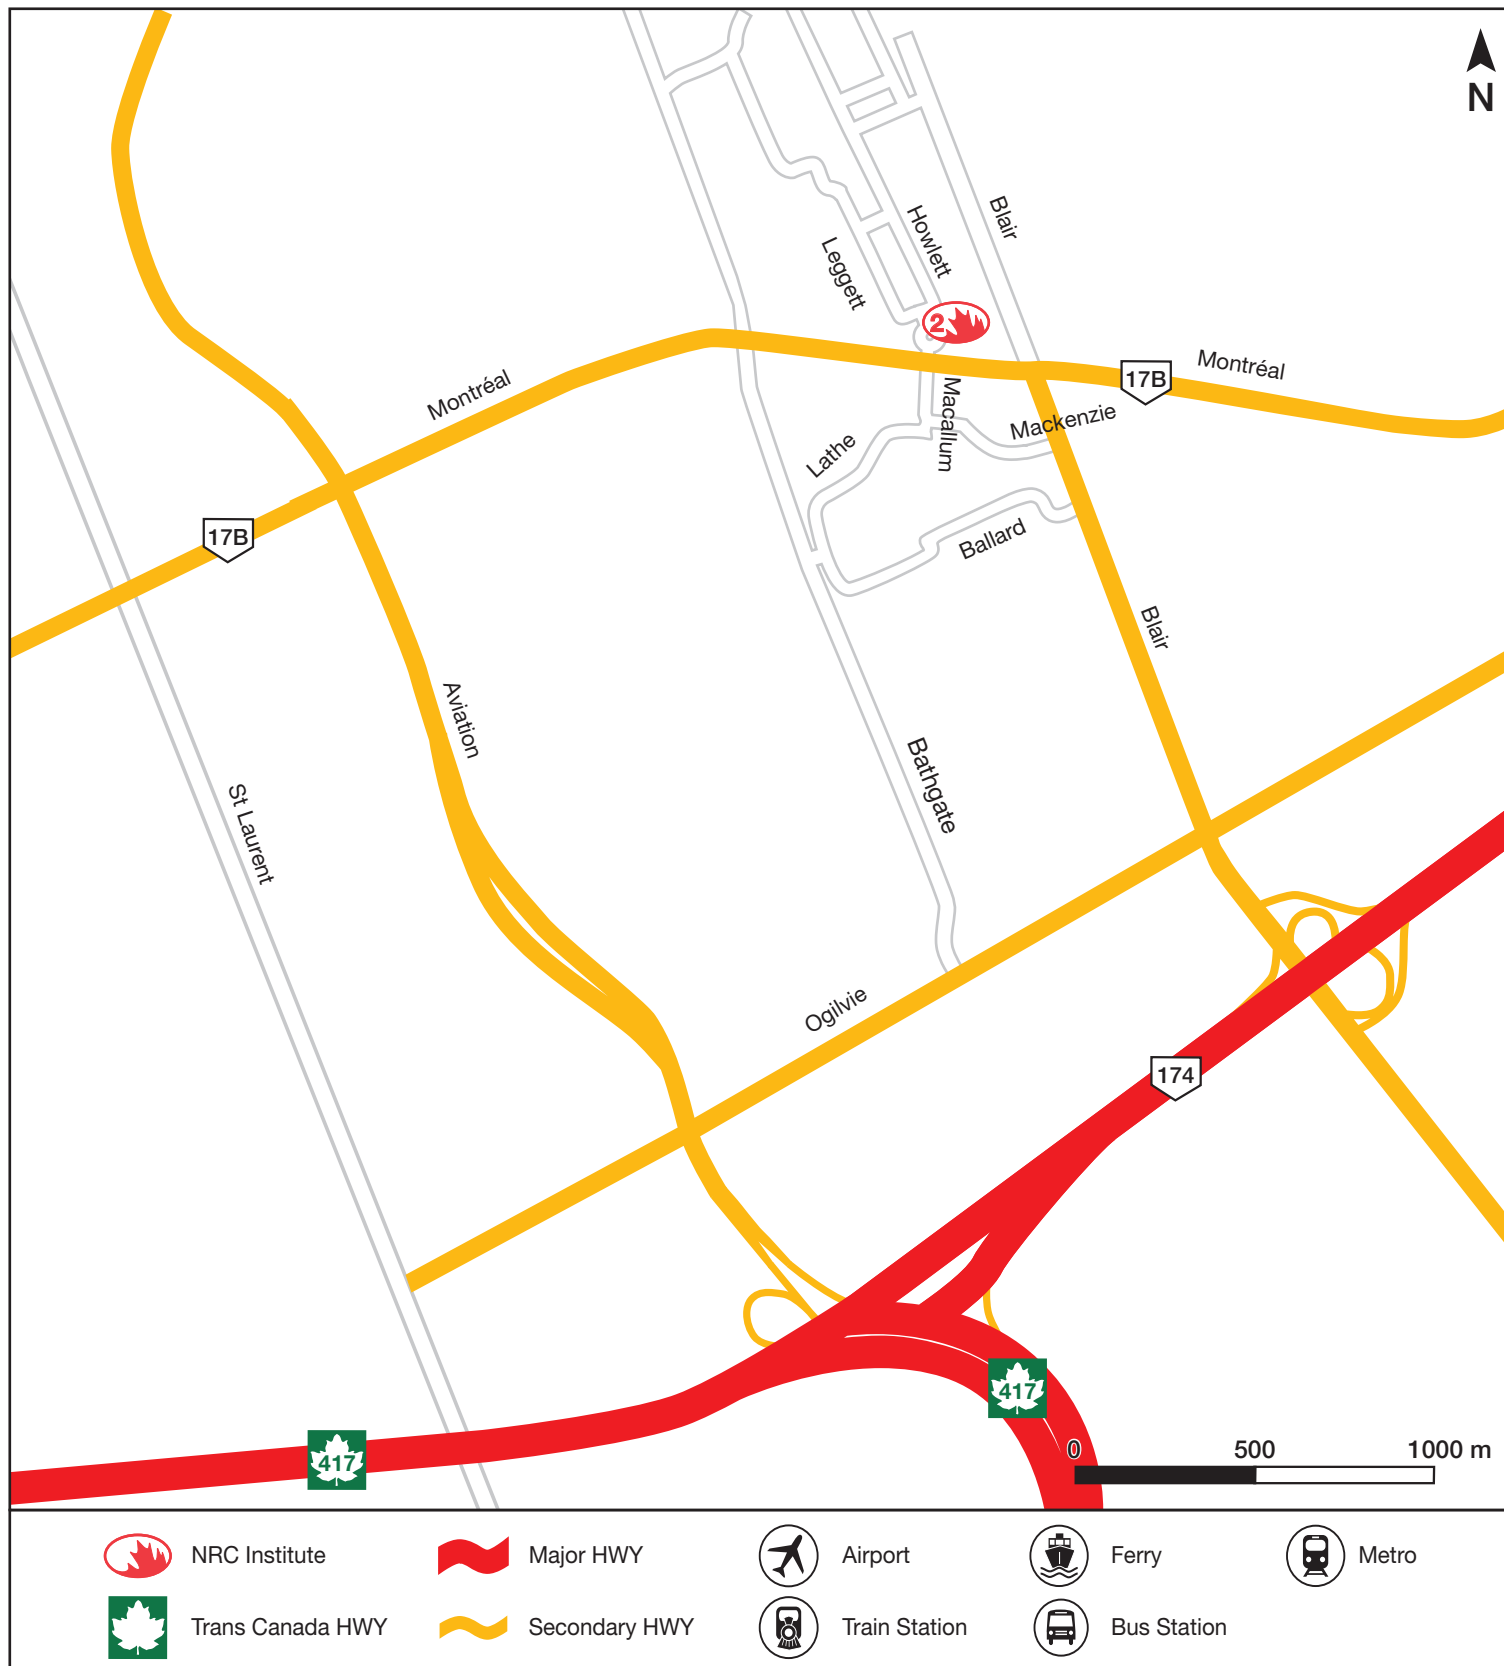 N
Blair
Howlett
Leggett
2
Montréal
17B
Montréal
Macallum
Mackenzie
Lathe
17B
Ballard
Blair
Aviation
Bathgate
St Laurent
Ogilvie
174
417
417
0 500 1000 m
NRC Institute Major HWY Airport Ferry Metro
Trans Canada HWY Secondary HWY Train Station Bus Station